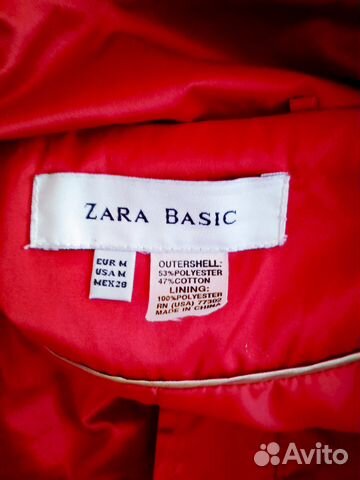 ZARA BASIC
EUR M
USA M
MEX 28
OUTERSHELL:
53%POLYESTER
47%COTTON
LINING:
100%POLYESTER
RN (USA) 77302
MADE IN CHINA
Avito